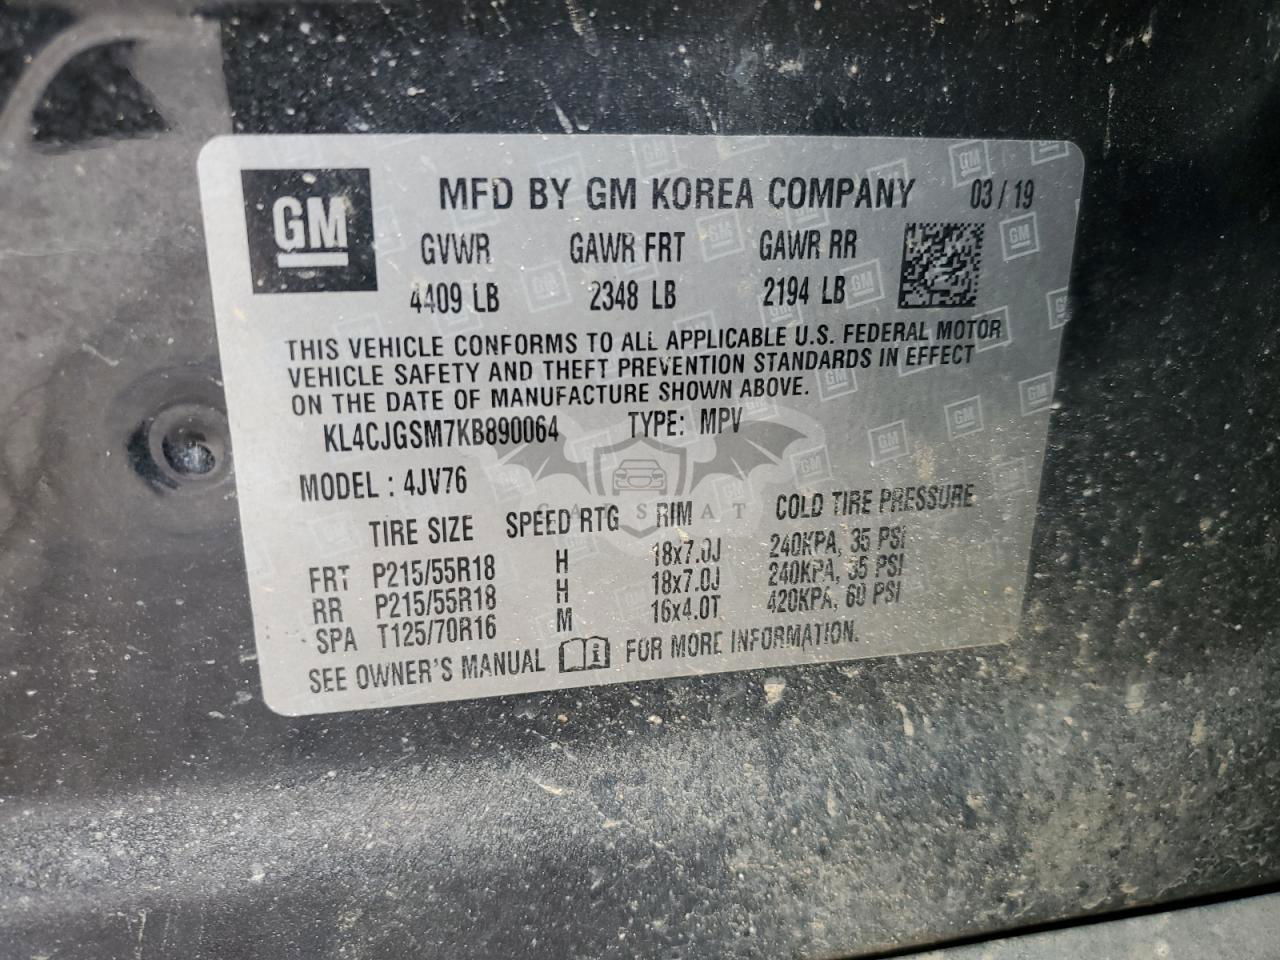 GM
MFD BY GM KOREA COMPANY 03 / 19
GVWR GAWR FRT GAWR RR
4409 LB 2348 LB 2194 LB
THIS VEHICLE CONFORMS TO ALL APPLICABLE U.S. FEDERAL MOTOR
VEHICLE SAFETY AND THEFT PREVENTION STANDARDS IN EFFECT
ON THE DATE OF MANUFACTURE SHOWN ABOVE.
KL4CJGSM7KB890064 TYPE: MPV
MODEL : 4JV76
TIRE SIZE SPEED RTG RIM COLD TIRE PRESSURE
FRT P215/55R18 H 18x7.0J 240KPA, 35 PSI
RR P215/55R18 H 18x7.0J 240KPA, 35 PSI
SPA T125/70R16 M 16x4.0T 420KPA, 60 PSI
SEE OWNER'S MANUAL i FOR MORE INFORMATION.